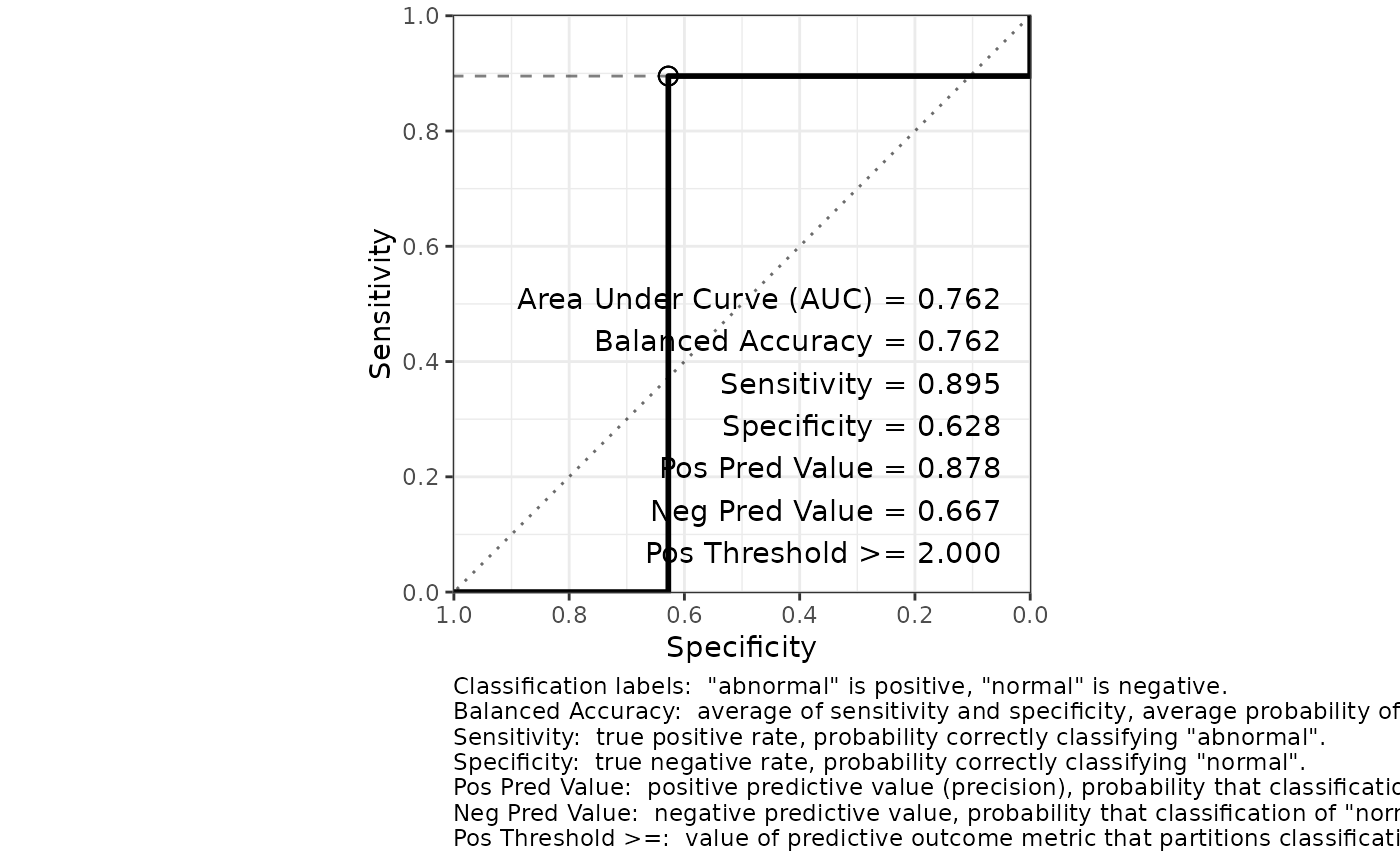 1.0
0.8
0.6
0.4
0.2
0.0
Sensitivity
Area Under Curve (AUC) = 0.762
Balanced Accuracy = 0.762
Sensitivity = 0.895
Specificity = 0.628
Pos Pred Value = 0.878
Neg Pred Value = 0.667
Pos Threshold >= 2.000
1.0 0.8 0.6 0.4 0.2 0.0
Specificity
Classification labels: "abnormal" is positive, "normal" is negative.
Balanced Accuracy: average of sensitivity and specificity, average probability of
Sensitivity: true positive rate, probability correctly classifying "abnormal".
Specificity: true negative rate, probability correctly classifying "normal".
Pos Pred Value: positive predictive value (precision), probability that
Neg Pred Value: negative predictive value, probability that classification of
Pos Threshold >=: value of predictive outcome metric that partitions